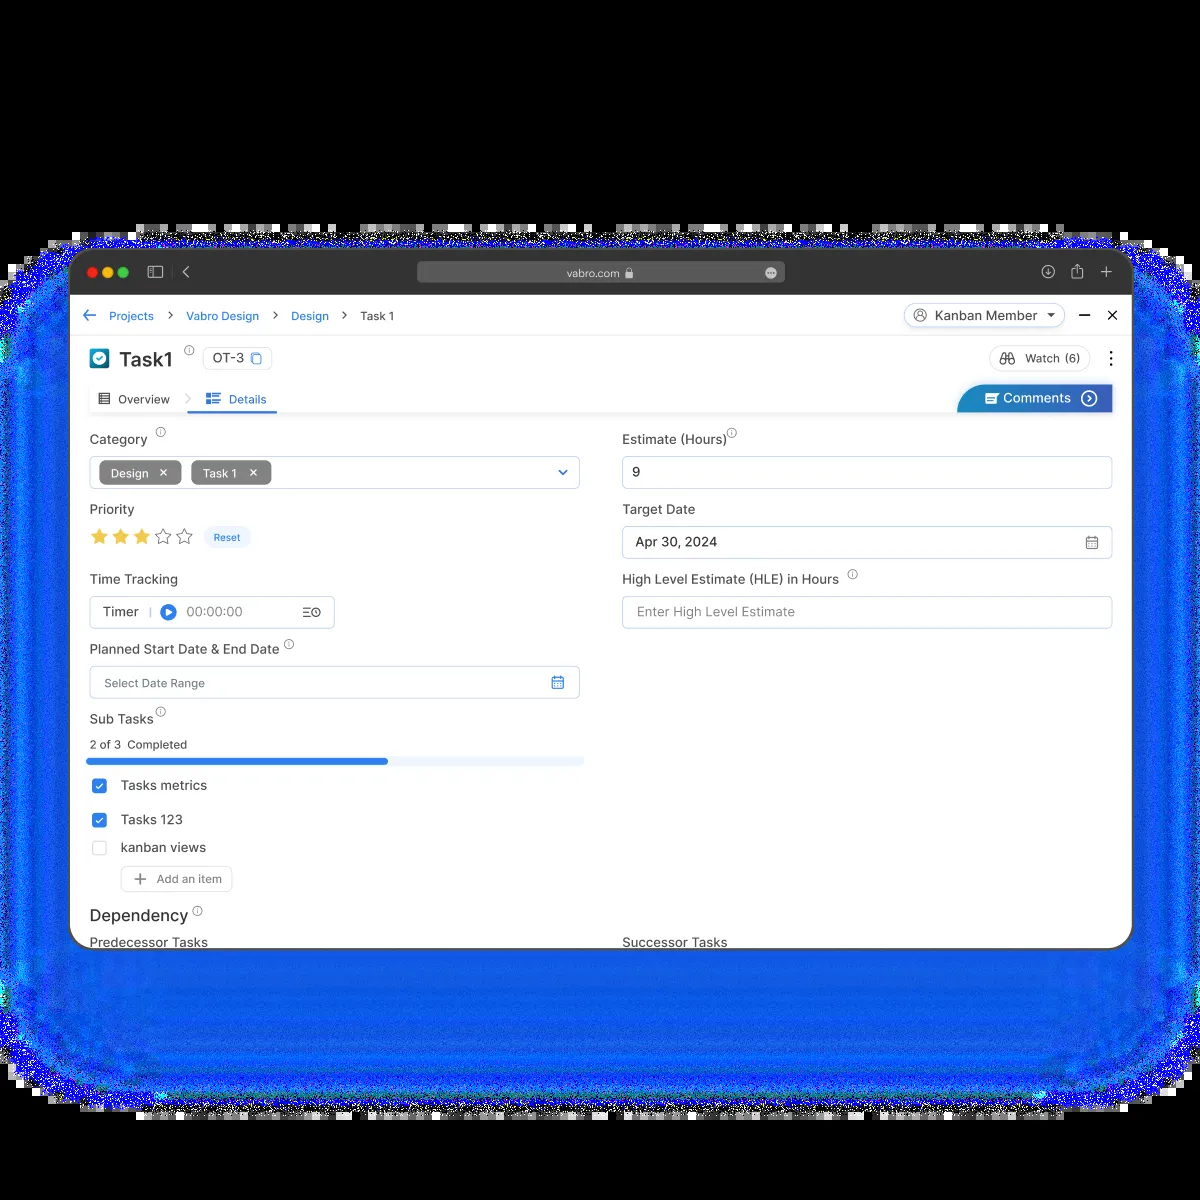 vabro.com
Projects > Vabro Design > Design > Task 1
Kanban Member
Task1
OT-3
Watch (6)
Overview
Details
Comments
Category
Design ×
Task 1 ×
Estimate (Hours)
9
Priority
Reset
Target Date
Apr 30, 2024
Time Tracking
Timer | 00:00:00
High Level Estimate (HLE) in Hours
Enter High Level Estimate
Planned Start Date & End Date
Select Date Range
Sub Tasks
2 of 3 Completed
Tasks metrics
Tasks 123
kanban views
+ Add an item
Dependency
Predecessor Tasks
Successor Tasks